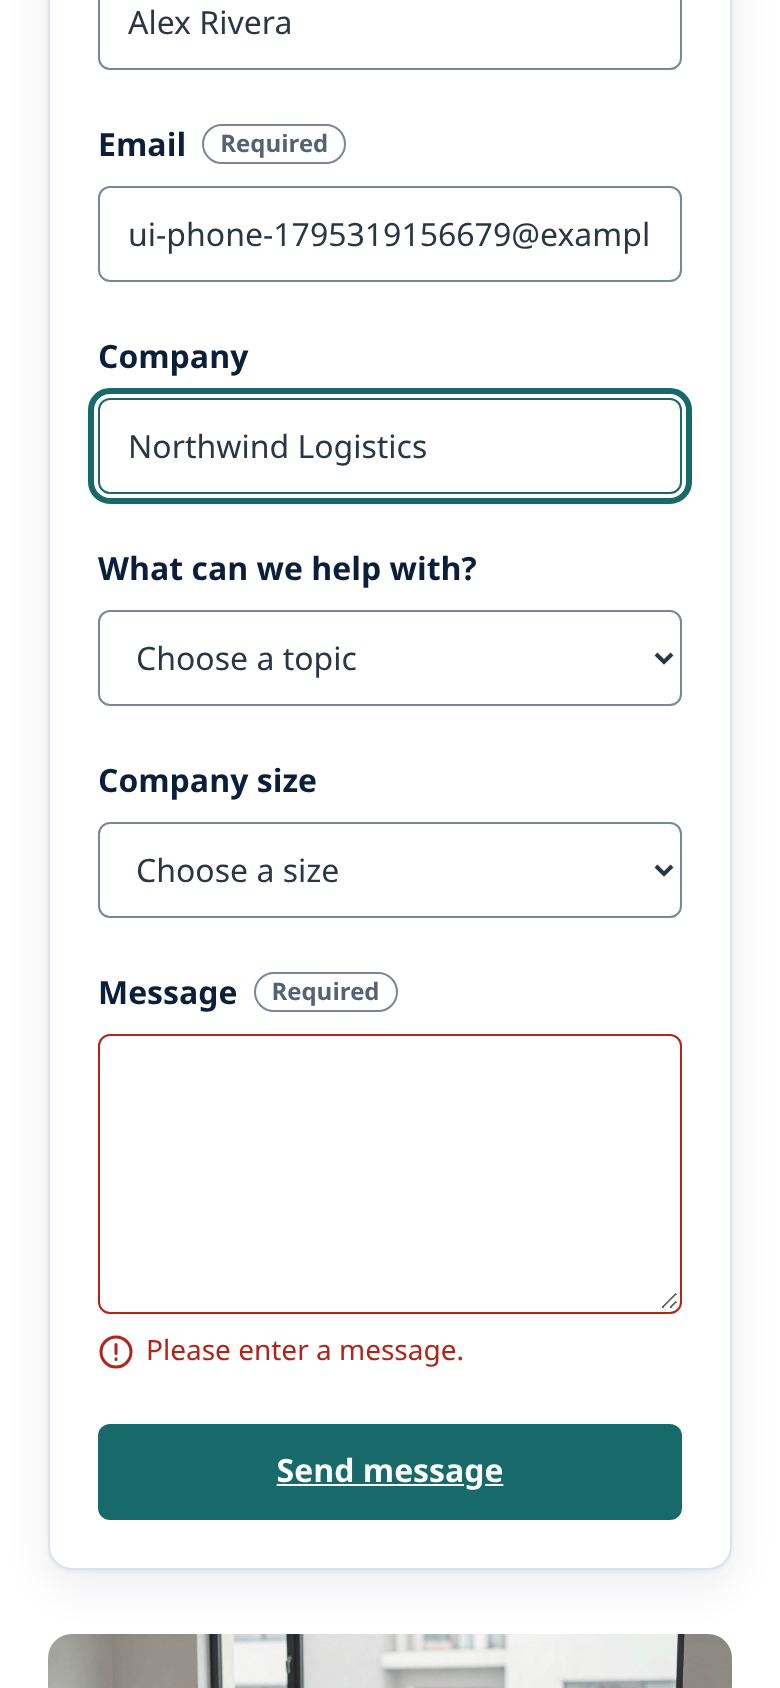 Alex Rivera
Email Required
ui-phone-1795319156679@exampl
Company
Northwind Logistics
What can we help with?
Choose a topic
Company size
Choose a size
Message Required
Please enter a message.
Send message